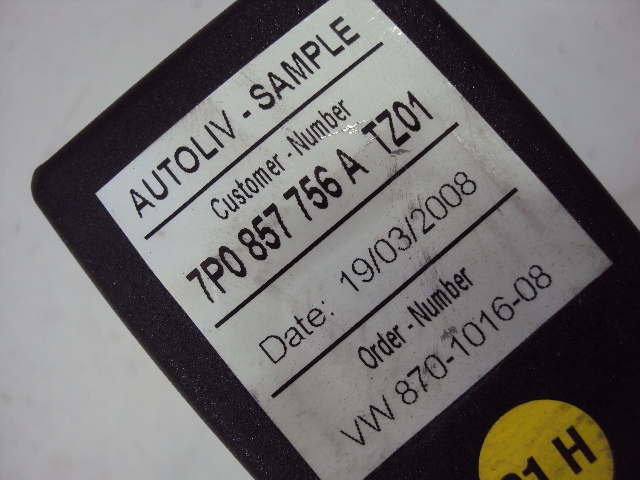 AUTOLIV - SAMPLE
Customer - Number
7P0 857 756 A TZ01
Date: 19/03/2008
Order - Number
VW 870-1016-08
H